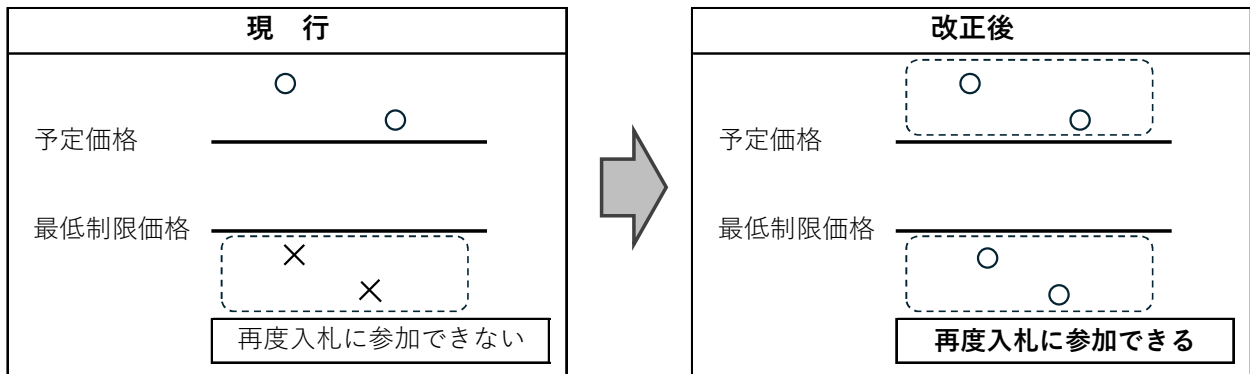 現　行
予定価格
最低制限価格
再度入札に参加できない
改正後
予定価格
最低制限価格
再度入札に参加できる